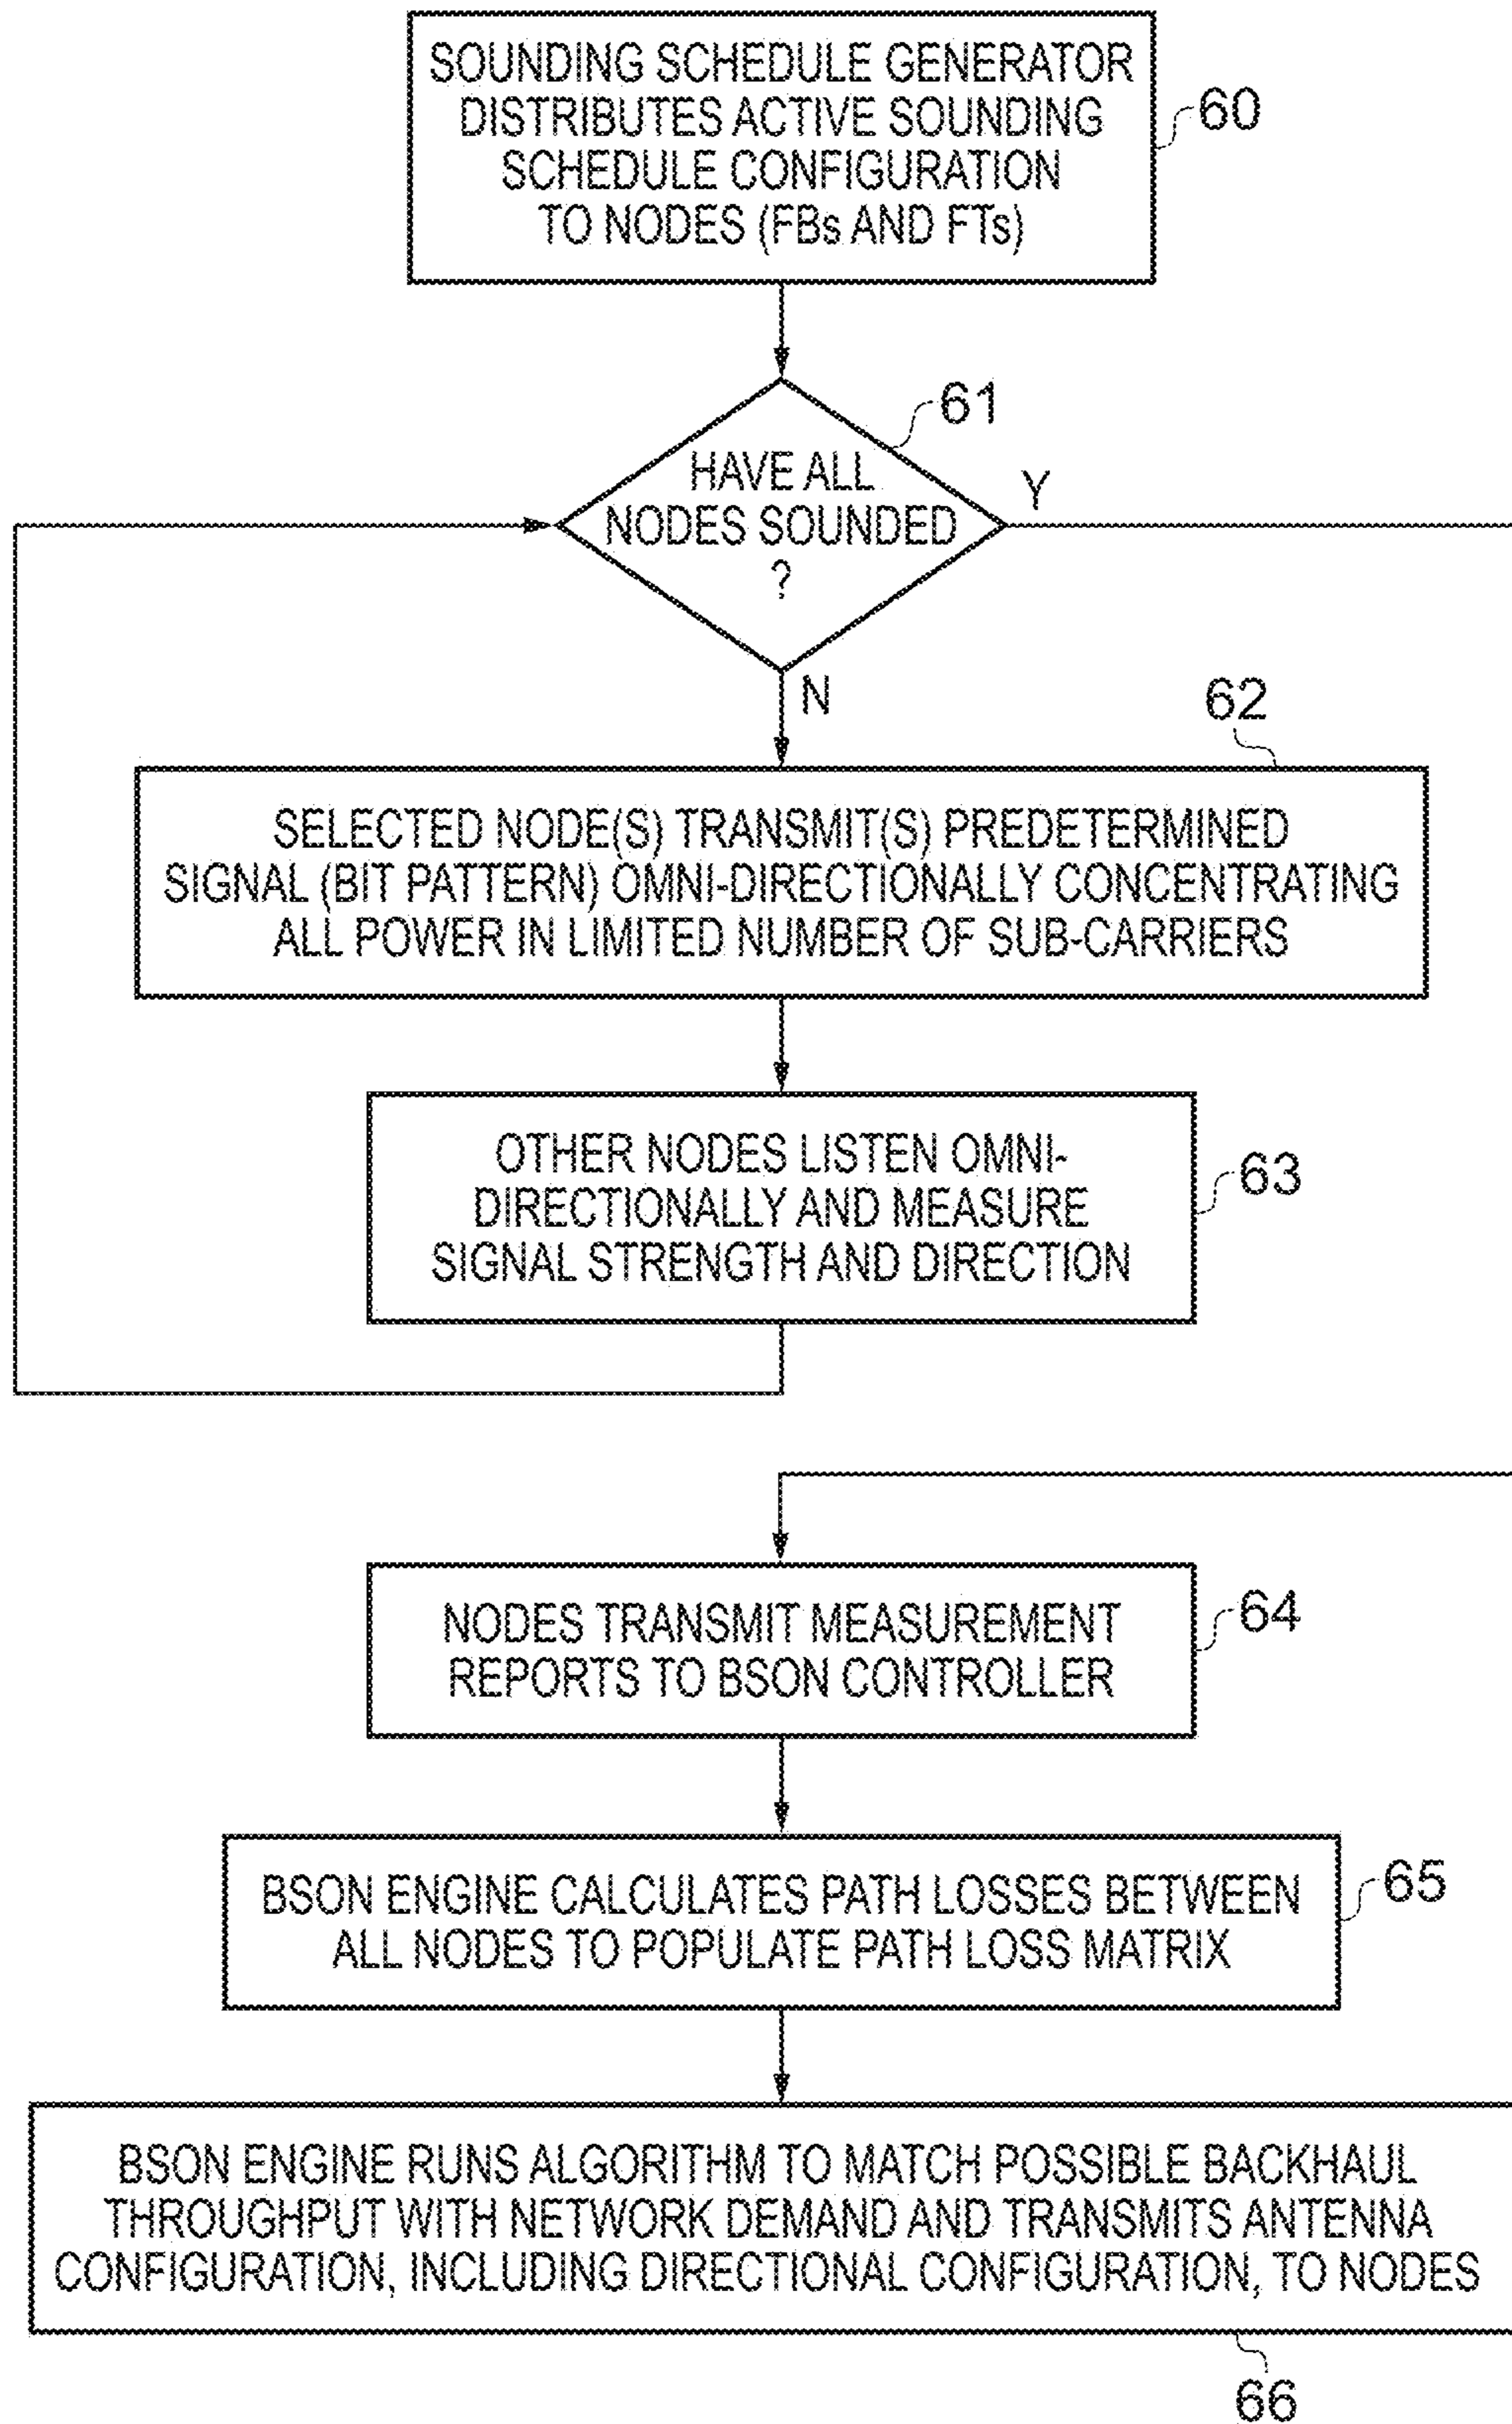 SOUNDING SCHEDULE GENERATOR
DISTRIBUTES ACTIVE SOUNDING
SCHEDULE CONFIGURATION
TO NODES (FBs AND FTs)
60
61
HAVE ALL
NODES SOUNDED
?
Y
N
62
SELECTED NODE(S) TRANSMIT(S) PREDETERMINED
SIGNAL (BIT PATTERN) OMNI-DIRECTIONALLY CONCENTRATING
ALL POWER IN LIMITED NUMBER OF SUB-CARRIERS
OTHER NODES LISTEN OMNI-
DIRECTIONALLY AND MEASURE
SIGNAL STRENGTH AND DIRECTION
63
NODES TRANSMIT MEASUREMENT
REPORTS TO BSON CONTROLLER
64
BSON ENGINE CALCULATES PATH LOSSES BETWEEN
ALL NODES TO POPULATE PATH LOSS MATRIX
65
BSON ENGINE RUNS ALGORITHM TO MATCH POSSIBLE BACKHAUL
THROUGHPUT WITH NETWORK DEMAND AND TRANSMITS ANTENNA
CONFIGURATION, INCLUDING DIRECTIONAL CONFIGURATION, TO NODES
66